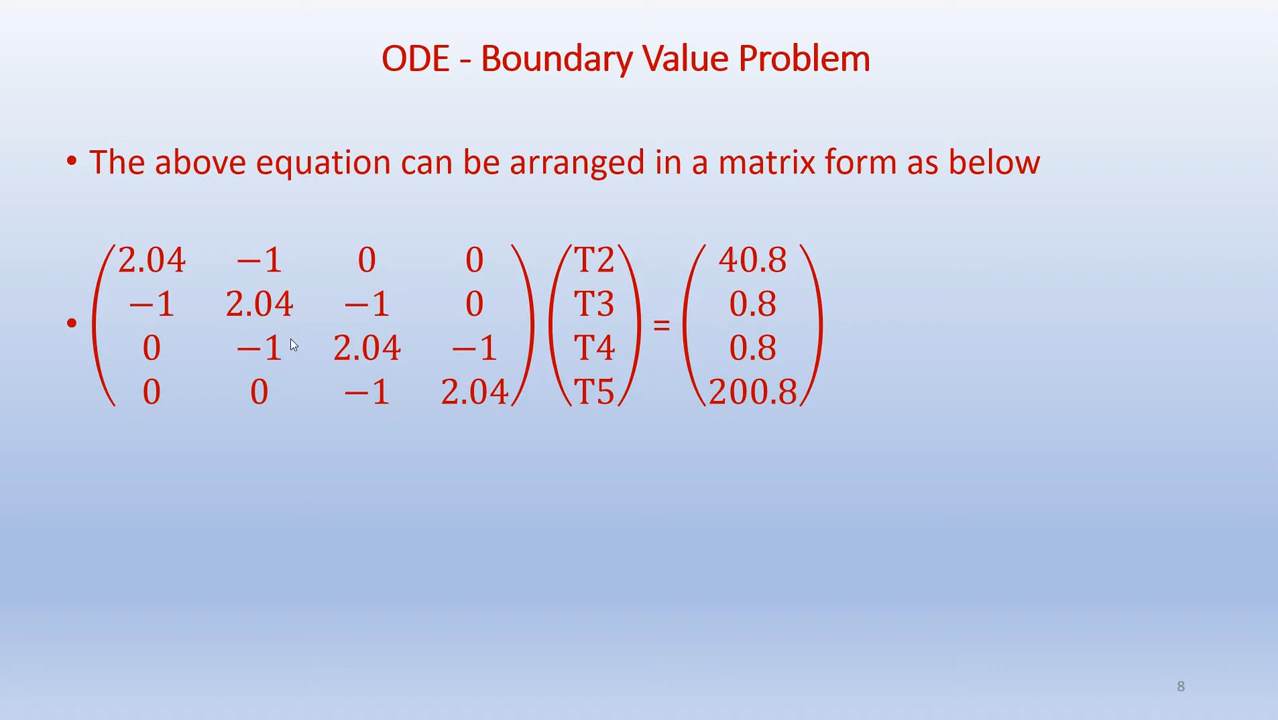 ODE - Boundary Value Problem
• The above equation can be arranged in a matrix form as below
2.04 −1 0 0 T2 40.8
−1 2.04 −1 0 T3 0.8
• = 
0 −1 2.04 −1 T4 0.8
0 0 −1 2.04 T5 200.8
8